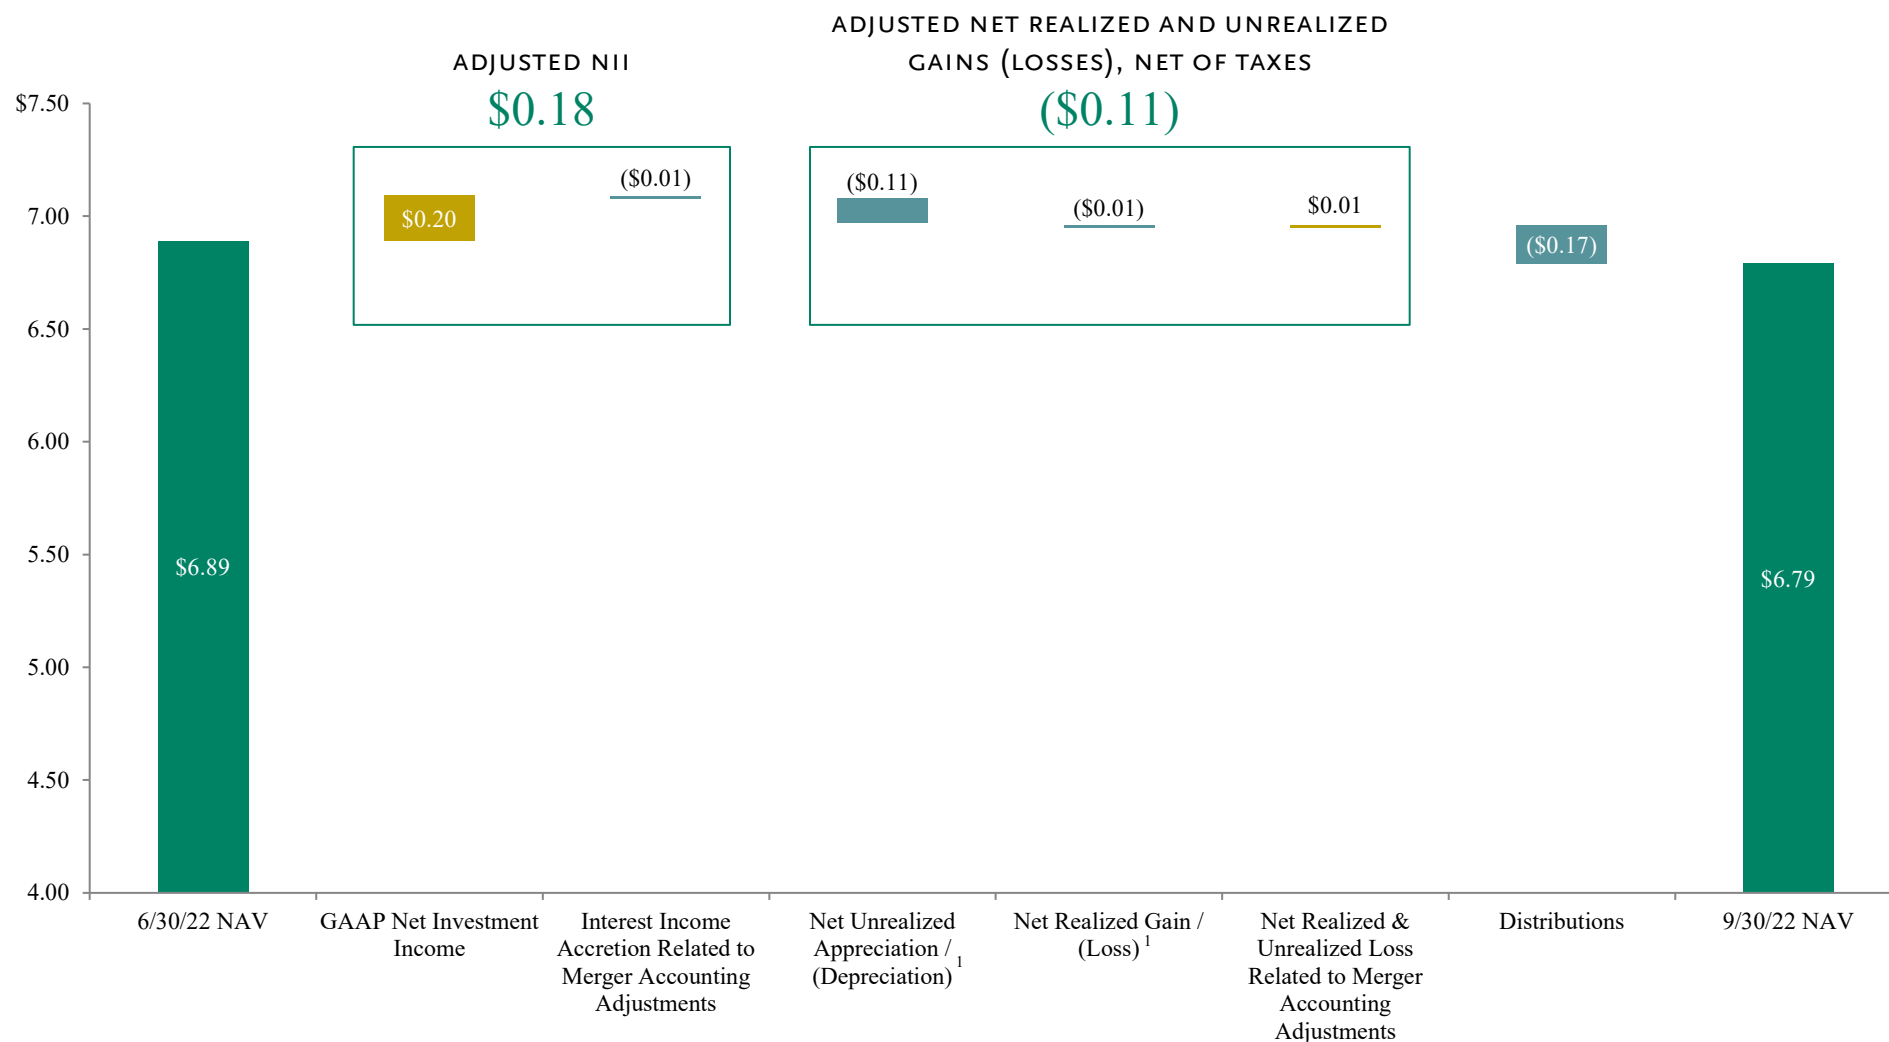 ADJUSTED NET REALIZED AND UNREALIZED
GAINS (LOSSES), NET OF TAXES
($0.11)
ADJUSTED NII
$0.18
$7.50
7.00
6.50
6.00
5.50
5.00
4.50
4.00
$6.89
$0.20
($0.01)
($0.11)
($0.01)
$0.01
($0.17)
$6.79
6/30/22 NAV
GAAP Net Investment
Income
Interest Income
Accretion Related to
Merger Accounting
Adjustments
Net Unrealized
Appreciation /
(Depreciation) 1
Net Realized Gain /
(Loss) 1
Net Realized &
Unrealized Loss
Related to Merger
Accounting
Adjustments
Distributions
9/30/22 NAV